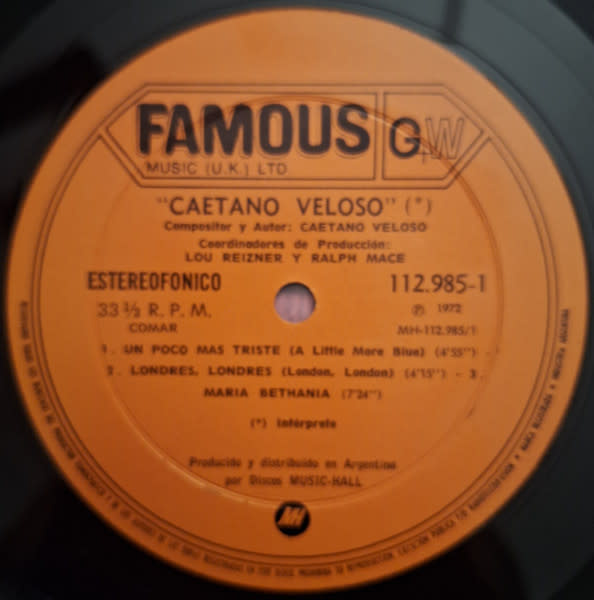 FAMOUS G+W
MUSIC (U.K.) LTD
"CAETANO VELOSO" (*)
Compositor y Autor: CAETANO VELOSO
Coordinadores de Producción:
LOU REIZNER Y RALPH MACE
ESTEREOFONICO 112.985-1
33 1/3 R. P. M. Ⓟ 1972
COMAR MH-112.985/1
1. UN POCO MAS TRISTE (A Little More Blue) (4'55") -
2. LONDRES, LONDRES (London, London) (4'15") - 3.
MARIA BETHANIA (7'24")
(*) Intérprete
Producido y distribuido en Argentina
por Discos MUSIC-HALL
MH
INDUSTRIA ARGENTINA